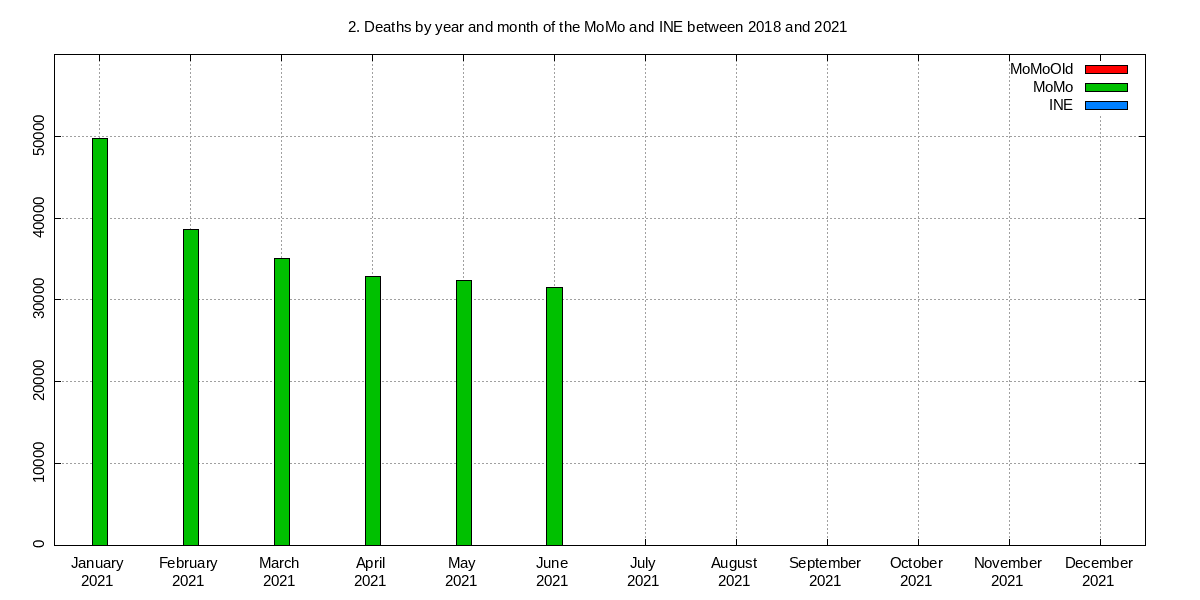 2. Deaths by year and month of the MoMo and INE between 2018 and 2021
MoMoOld
MoMo
INE
50000
40000
30000
20000
10000
0
January February March April May June July August September October November December
2021 2021 2021 2021 2021 2021 2021 2021 2021 2021 2021 2021